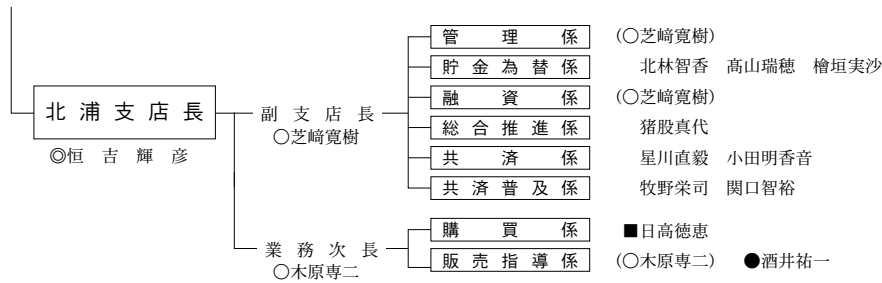 管理係 (○芝﨑寛樹)
貯金為替係 北林智香 髙山瑞穂 檜垣実沙
北浦支店長 副支店長 融資係 (○芝﨑寛樹)
◎恒吉輝彦 ○芝﨑寛樹 総合推進係 猪股真代
共済係 星川直毅 小田明香音
共済普及係 牧野栄司 関口智裕
業務次長 購買係 ■日高徳恵
○木原専二 販売指導係 (○木原専二) ●酒井祐一